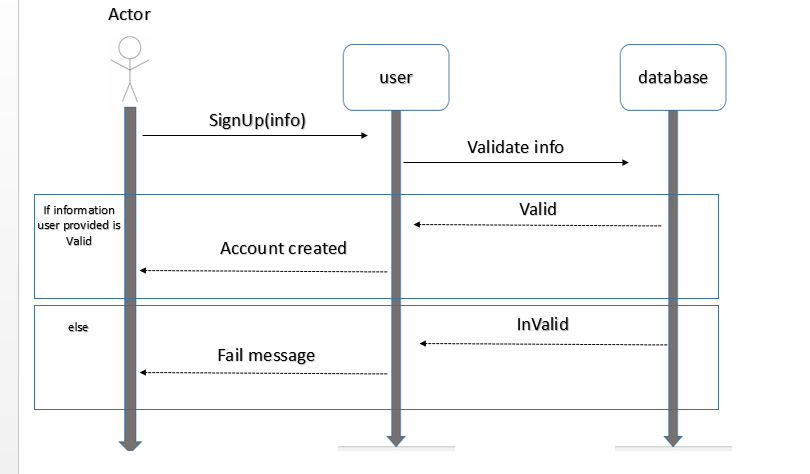 Actor
user
database
SignUp(info)
Validate info
If information
user provided is
Valid
Valid
Account created
else
InValid
Fail message